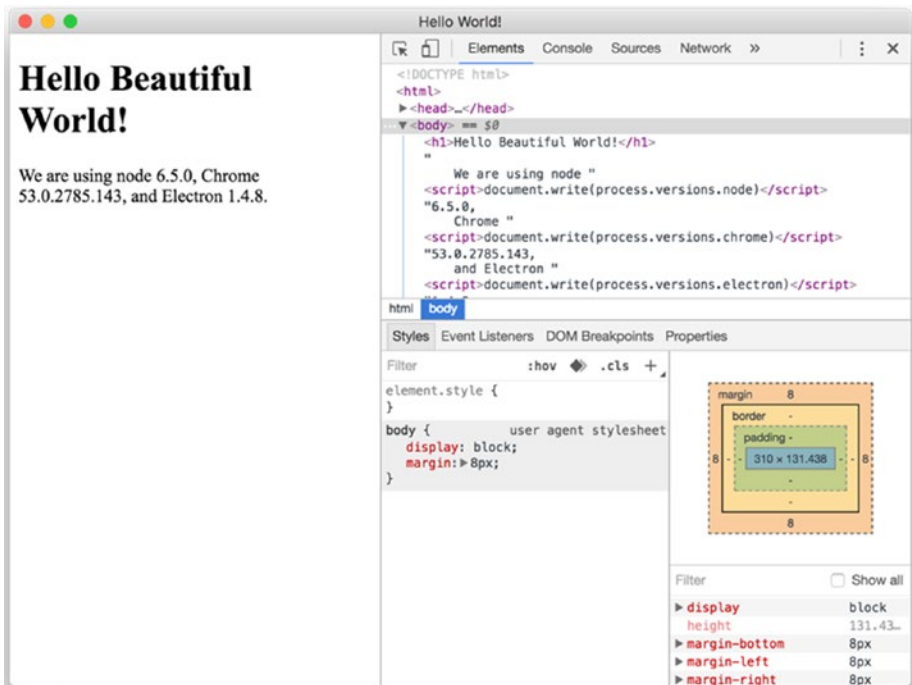 Hello World!
Hello Beautiful
World!
We are using node 6.5.0, Chrome
53.0.2785.143, and Electron 1.4.8.
Elements Console Sources Network »
<!DOCTYPE html>
<html>
▶<head>…</head>
…▼<body> == $0
<h1>Hello Beautiful World!</h1>
"
We are using node "
<script>document.write(process.versions.node)</script>
"6.5.0,
Chrome "
<script>document.write(process.versions.chrome)</script>
"53.0.2785.143,
and Electron "
<script>document.write(process.versions.electron)</script>
html body
Styles Event Listeners DOM Breakpoints Properties
Filter :hov .cls +
element.style {
}
body { user agent stylesheet
display: block;
margin:▶8px;
}
margin 8
border -
padding -
8 - - 310 × 131.438 - - 8
-
-
8
Filter Show all
▶display block
height 131.43…
▶margin-bottom 8px
▶margin-left 8px
▶margin-right 8px